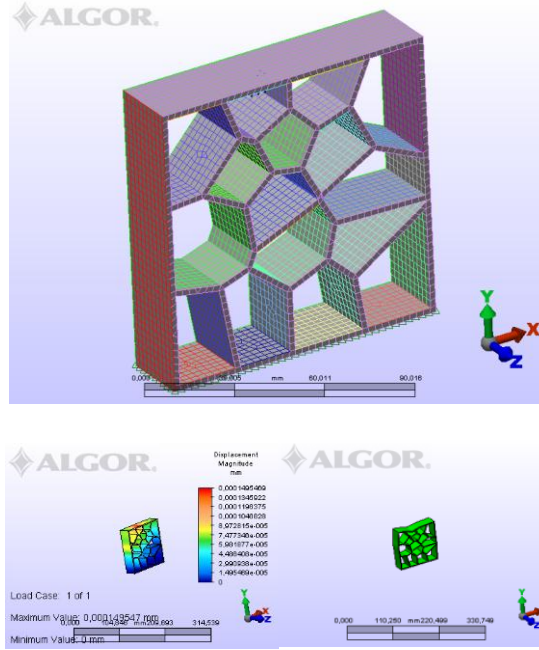 ALGOR.
Y
X
Z
mm 60,011 90,016
ALGOR.
Displacement
Magnitude
mm
0,0001495469
0,0001345922
0,0001196375
0,0001046828
8,972815e-005
7,477346e-005
5,981877e-005
4,486408e-005
2,990938e-005
1,495469e-005
0
Load Case: 1 of 1
Maximum Value: 0,000149547 mm
Minimum Value: 0 mm
0,000 mm 314,539
Y
X
Z
ALGOR.
Y
X
Z
0,000 110,250 mm 220,499 330,749